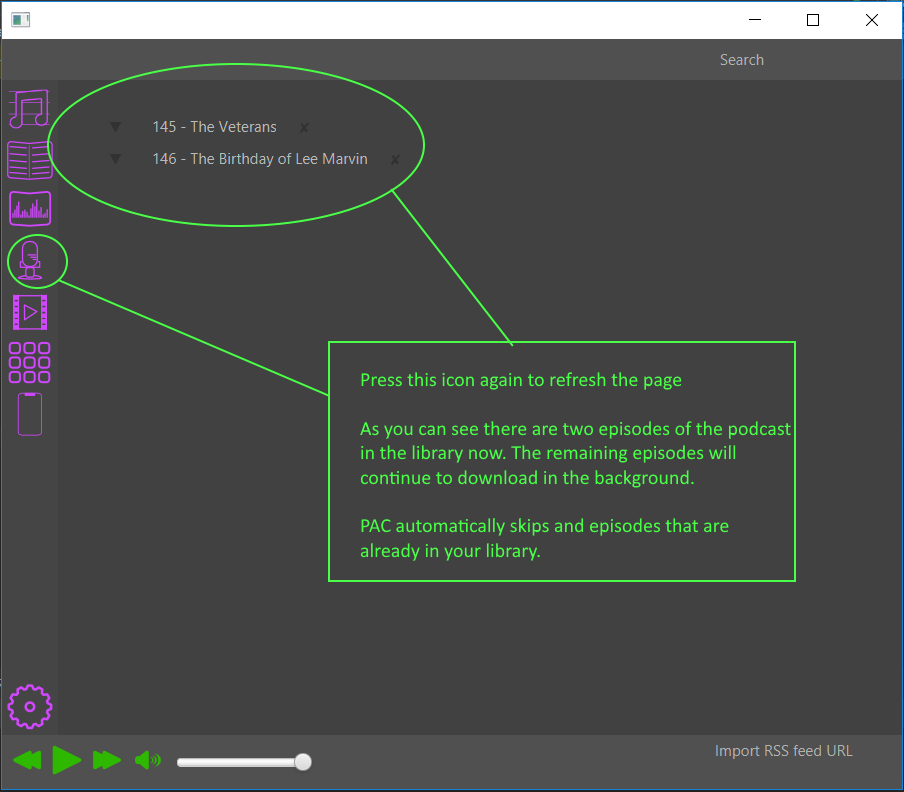 Search
145 - The Veterans ✘
146 - The Birthday of Lee Marvin ✘
Press this icon again to refresh the page
As you can see there are two episodes of the podcast
in the library now. The remaining episodes will
continue to download in the background.
PAC automatically skips and episodes that are
already in your library.
Import RSS feed URL